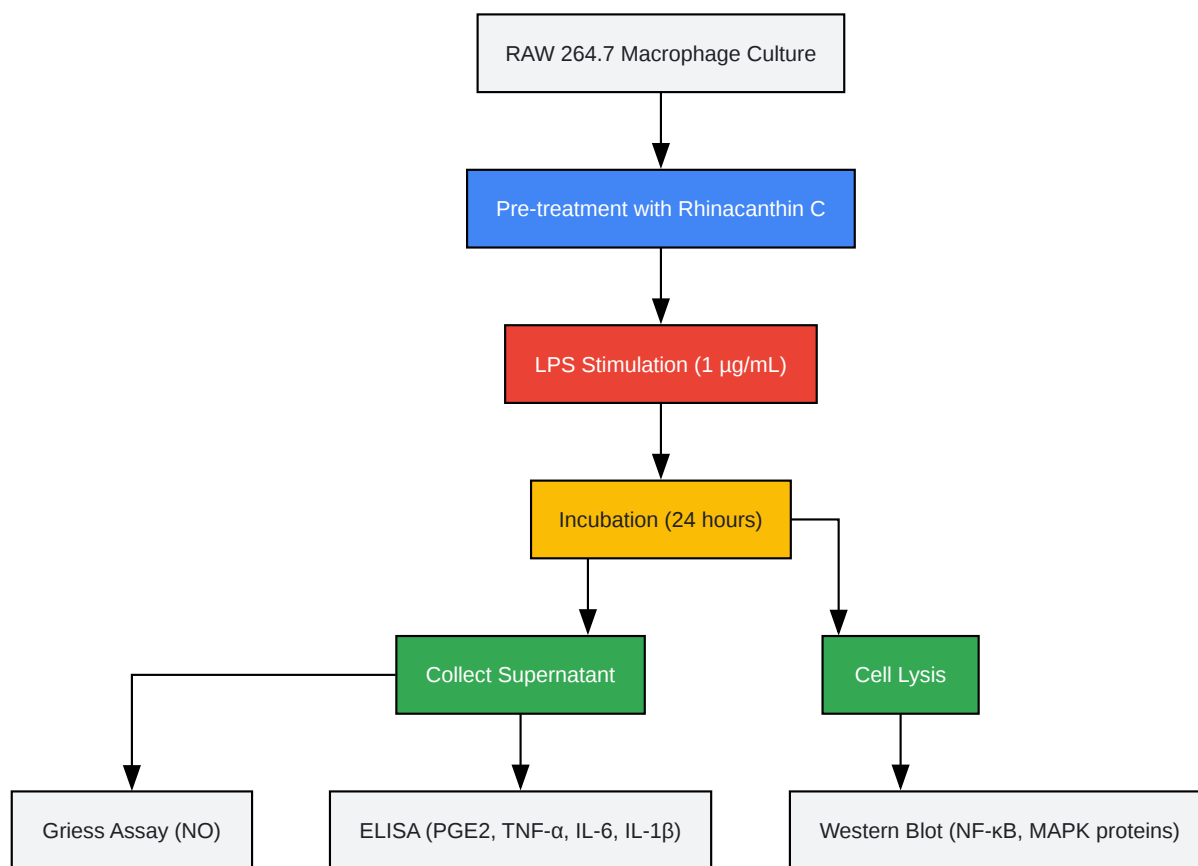 RAW 264.7 Macrophage Culture
Pre-treatment with Rhinacanthin C
LPS Stimulation (1 µg/mL)
Incubation (24 hours)
Collect Supernatant
Cell Lysis
Griess Assay (NO)
ELISA (PGE2, TNF-α, IL-6, IL-1β)
Western Blot (NF-κB, MAPK proteins)